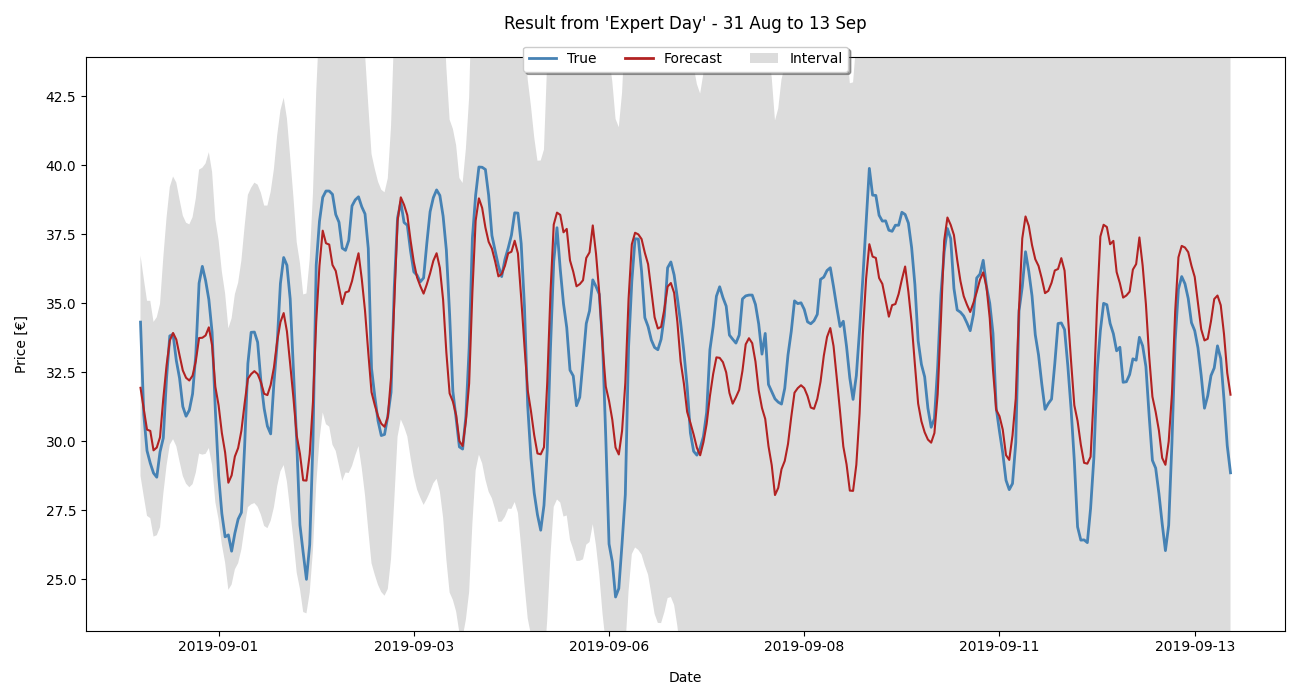 Result from 'Expert Day' - 31 Aug to 13 Sep
True Forecast Interval
42.5
40.0
37.5
35.0
32.5
30.0
27.5
25.0
Price [€]
2019-09-01 2019-09-03 2019-09-06 2019-09-08 2019-09-11 2019-09-13
Date